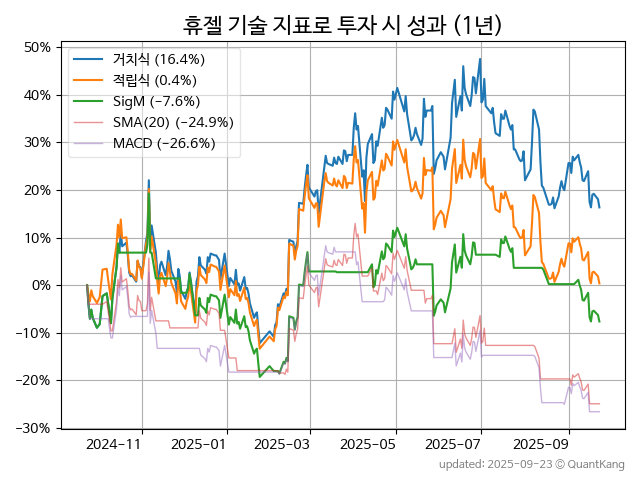 휴젤 기술 지표로 투자 시 성과 (1년)
거치식 (16.4%)
적립식 (0.4%)
SigM (−7.6%)
SMA(20) (−24.9%)
MACD (−26.6%)
50%
40%
30%
20%
10%
0%
−10%
−20%
−30%
2024-11 2025-01 2025-03 2025-05 2025-07 2025-09
updated: 2025-09-23 © QuantKang